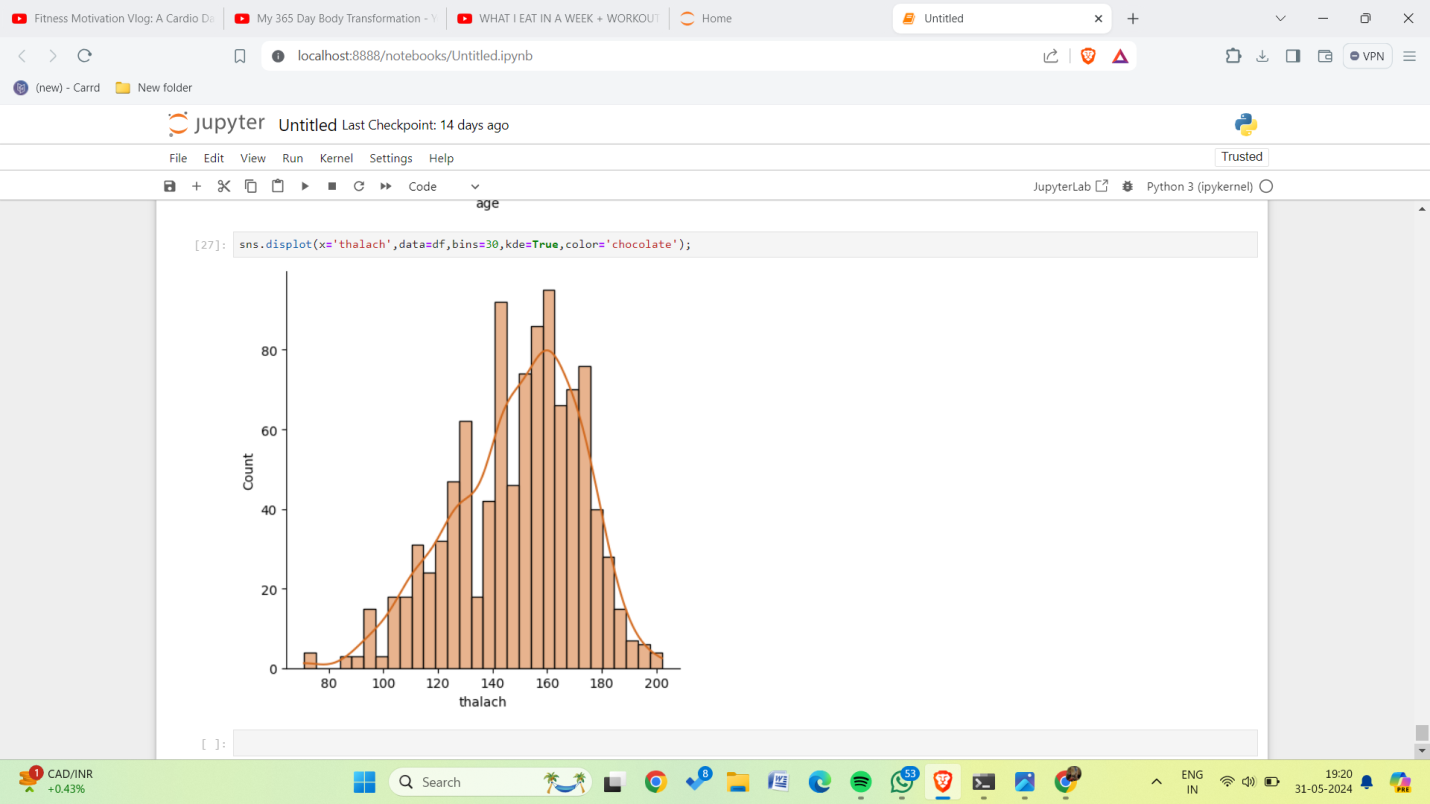 Fitness Motivation Vlog: A Cardio Da
My 365 Day Body Transformation - Y
WHAT I EAT IN A WEEK + WORKOUT
Home
Untitled
localhost:8888/notebooks/Untitled.ipynb
VPN
(new) - Carrd
New folder
jupyter
Untitled Last Checkpoint: 14 days ago
File Edit View Run Kernel Settings Help
Trusted
Code
JupyterLab
Python 3 (ipykernel)
age
[27]: sns.displot(x='thalach',data=df,bins=30,kde=True,color='chocolate');
80
60
40
20
0
Count
80 100 120 140 160 180 200
thalach
[ ]:
1
CAD/INR
+0.43%
Search
8
53
PRE
ENG
IN
19:20
31-05-2024